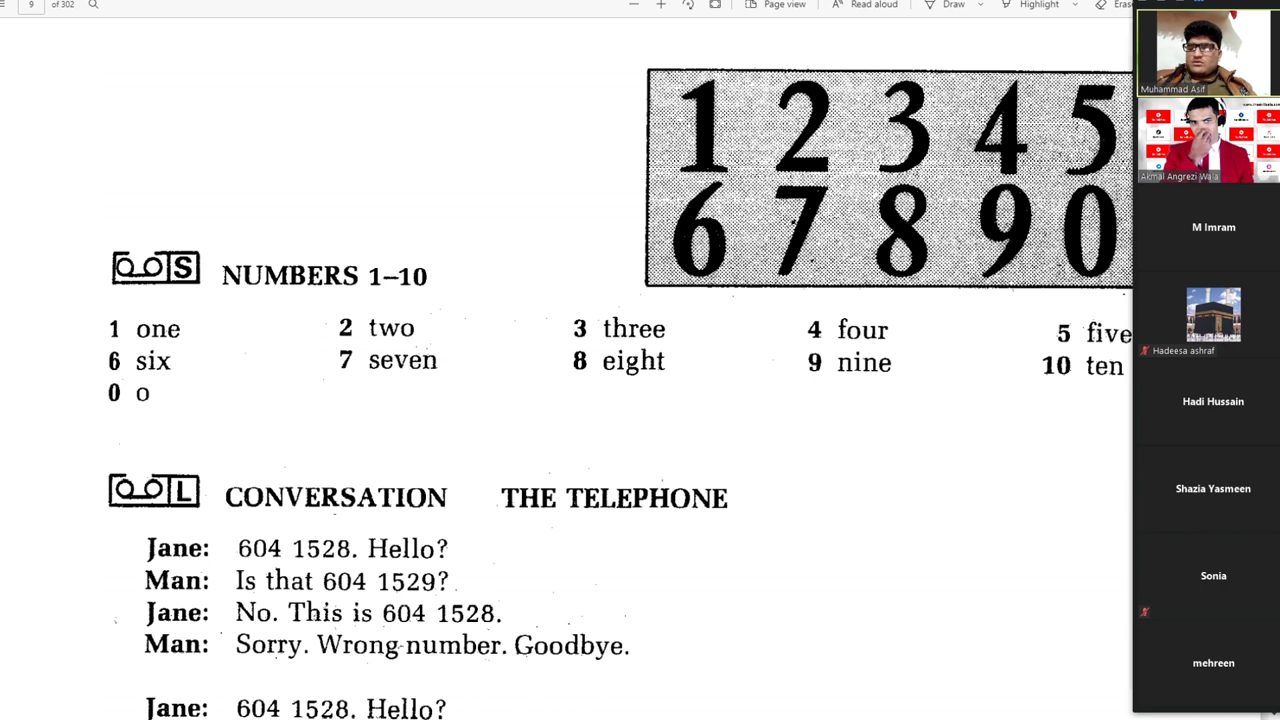 9 of 302 Page view Read aloud Draw Highlight Eras
1 2 3 4 5
6 7 8 9 0
S NUMBERS 1–10
1 one 2 two 3 three 4 four 5 five
6 six 7 seven 8 eight 9 nine 10 ten
0 o
L CONVERSATION THE TELEPHONE
Jane: 604 1528. Hello?
Man: Is that 604 1529?
Jane: No. This is 604 1528.
Man: Sorry. Wrong number. Goodbye.
Jane: 604 1528. Hello?
Muhammad Asif
Akmal Angrezi Wala
M Imram
Hadeesa ashraf
Hadi Hussain
Shazia Yasmeen
Sonia
mehreen